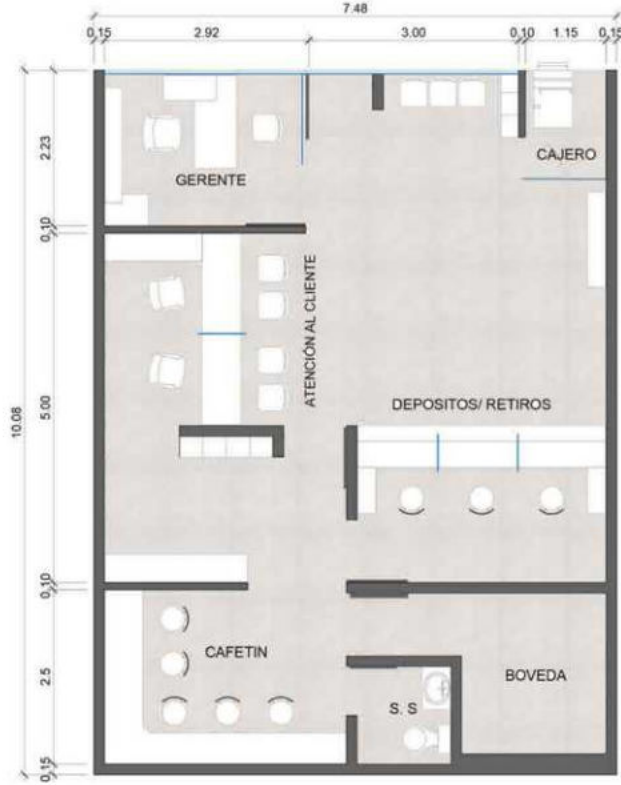 7.48
0,15
2.92
3.00
0,10
1.15
0,15
2.23
CAJERO
GERENTE
0,10
ATENCIÓN AL CLIENTE
5.00
10.08
DEPOSITOS/ RETIROS
0,10
CAFETIN
2.5
BOVEDA
S. S
0,15